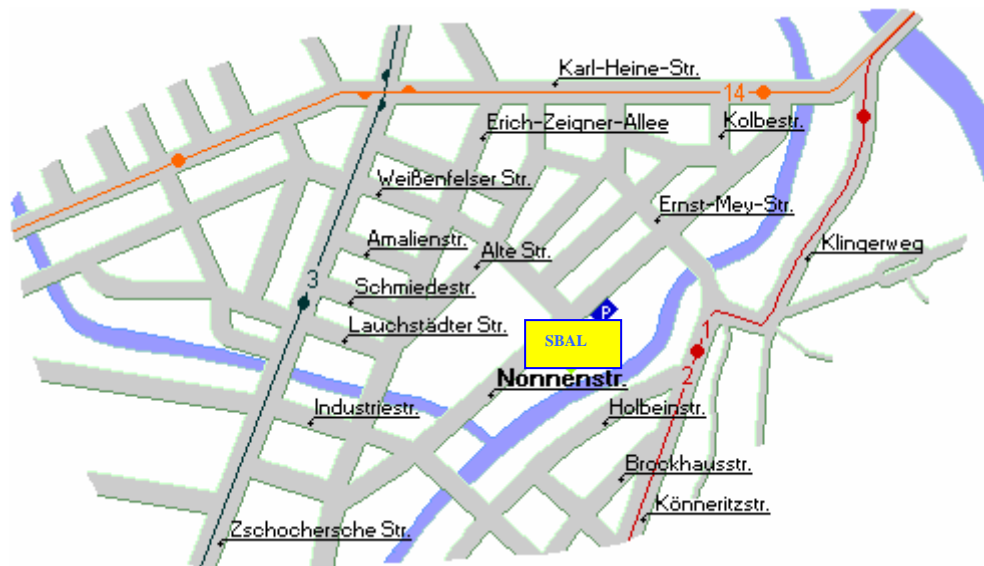 Karl-Heine-Str.
14
Kolbestr.
Erich-Zeigner-Allee
Weißenfelser Str.
Ernst-Mey-Str.
Amalienstr.
Alte Str.
Klingerweg
3
Schmiedestr.
P
Lauchstädter Str.
1
SBAL
2
Nonnenstr.
Industriestr.
Holbeinstr.
Brockhausstr.
Könneritzstr.
Zschochersche Str.